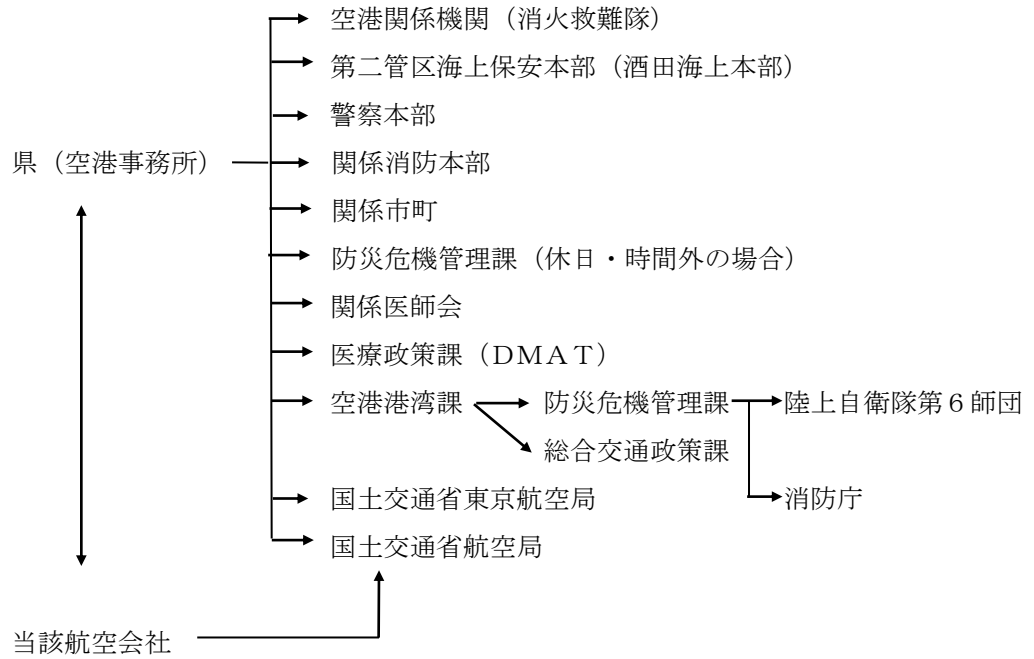 空港関係機関（消火救難隊）
第二管区海上保安本部（酒田海上本部）
警察本部
県（空港事務所）
関係消防本部
関係市町
防災危機管理課（休日・時間外の場合）
関係医師会
医療政策課（ＤＭＡＴ）
空港港湾課 防災危機管理課 陸上自衛隊第６師団
総合交通政策課
国土交通省東京航空局 消防庁
国土交通省航空局
当該航空会社